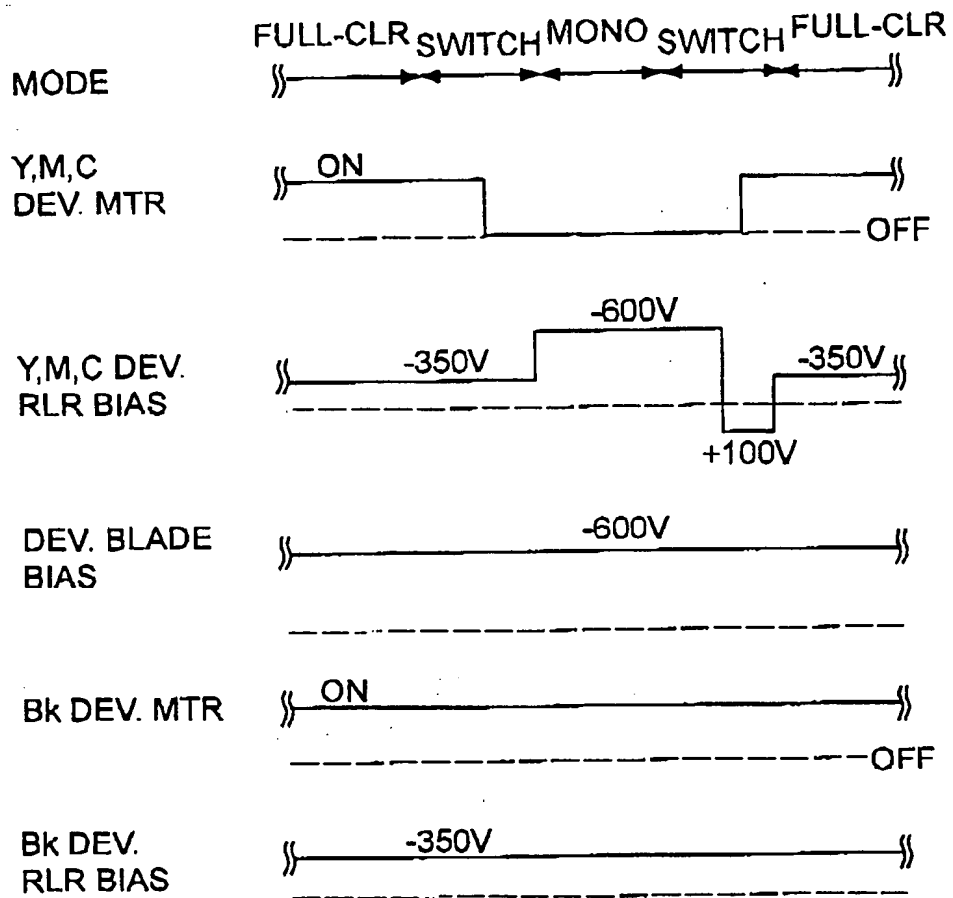 FULL-CLR SWITCH MONO SWITCH FULL-CLR
MODE
Y,M,C
DEV. MTR
ON
OFF
Y,M,C DEV.
RLR BIAS
-350V
-600V
-350V
+100V
DEV. BLADE
BIAS
-600V
Bk DEV. MTR
ON
OFF
Bk DEV.
RLR BIAS
-350V